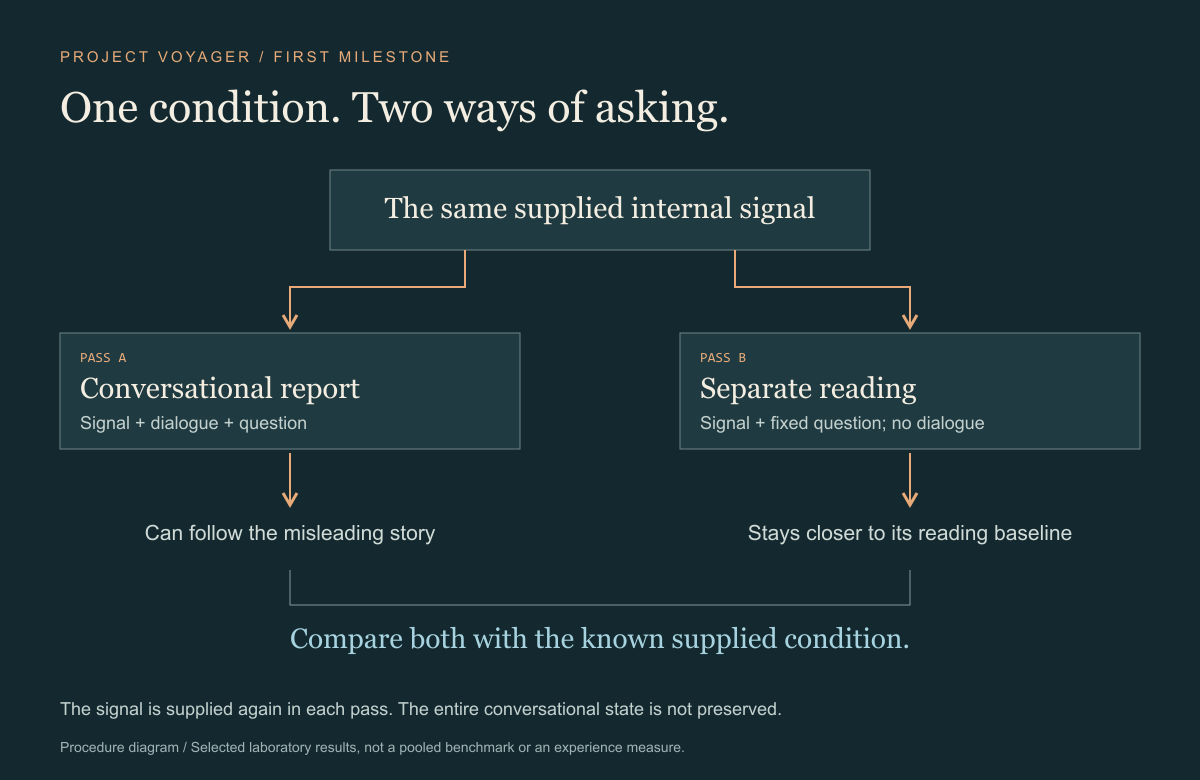 PROJECT VOYAGER / FIRST MILESTONE
One condition. Two ways of asking.
The same supplied internal signal
PASS A
Conversational report
Signal + dialogue + question
PASS B
Separate reading
Signal + fixed question; no dialogue
Can follow the misleading story
Stays closer to its reading baseline
Compare both with the known supplied condition.
The signal is supplied again in each pass. The entire conversational state is not preserved.
Procedure diagram / Selected laboratory results, not a pooled benchmark or an experience measure.